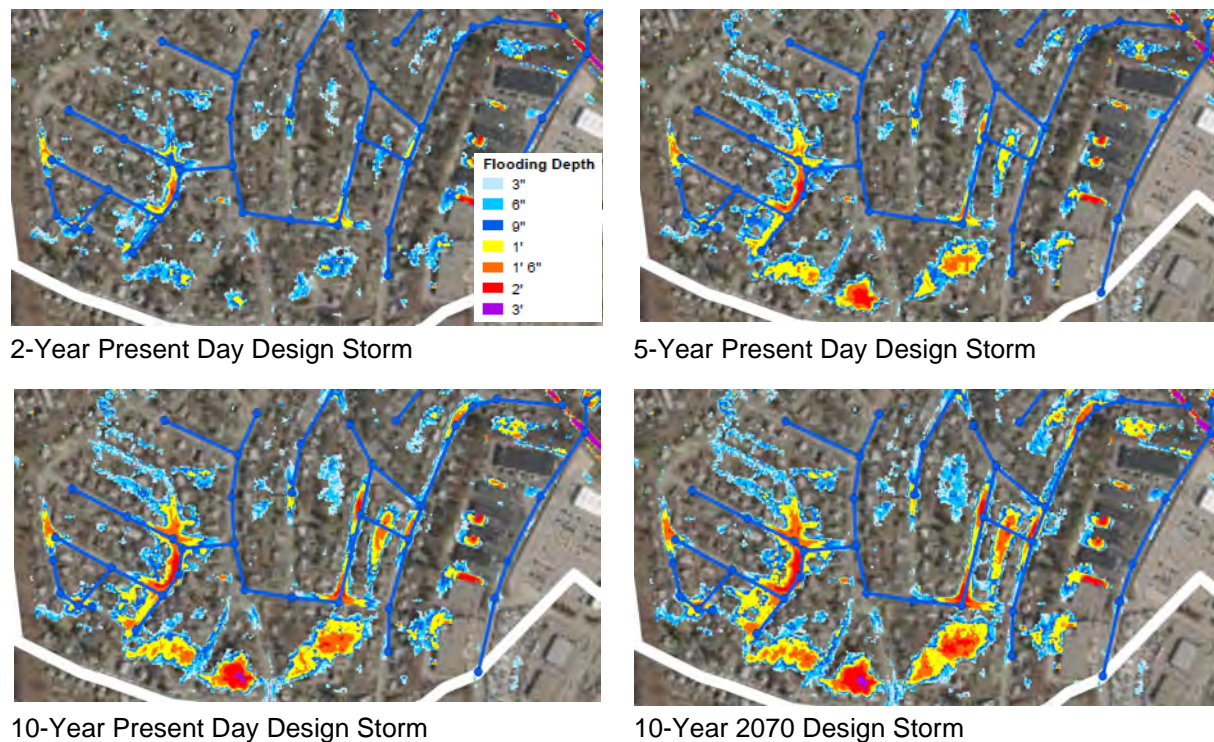 Flooding Depth
3"
6"
9"
1'
1' 6"
2'
3'
2-Year Present Day Design Storm
5-Year Present Day Design Storm
10-Year Present Day Design Storm
10-Year 2070 Design Storm